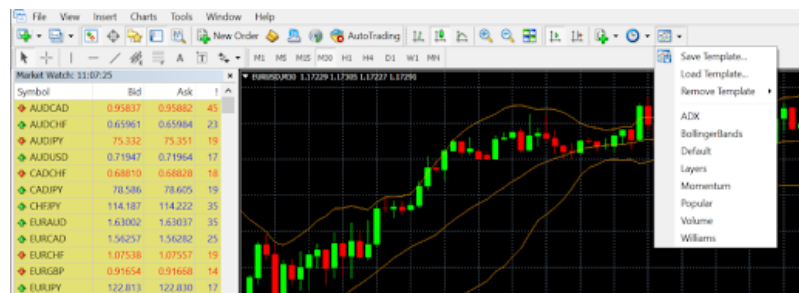 File View Insert Charts Tools Window Help
New Order AutoTrading
A T M1 M5 M15 M30 H1 H4 D1 W1 MN
Market Watch: 11:07:25
Symbol Bid Ask !
AUDCAD 0.95837 0.95882 45
AUDCHF 0.65961 0.65984 23
AUDJPY 75.332 75.351 19
AUDUSD 0.71947 0.71964 17
CADCHF 0.68810 0.68828 18
CADJPY 78.586 78.605 19
CHFJPY 114.187 114.222 35
EURAUD 1.63002 1.63037 35
EURCAD 1.56257 1.56282 25
EURCHF 1.07538 1.07557 19
EURGBP 0.91654 0.91668 14
EURJPY 122.813 122.830 17
EURUSD,M30 1.17229 1.17305 1.17227 1.17291
Save Template...
Load Template...
Remove Template
ADX
BollingerBands
Default
Layers
Momentum
Popular
Volume
Williams